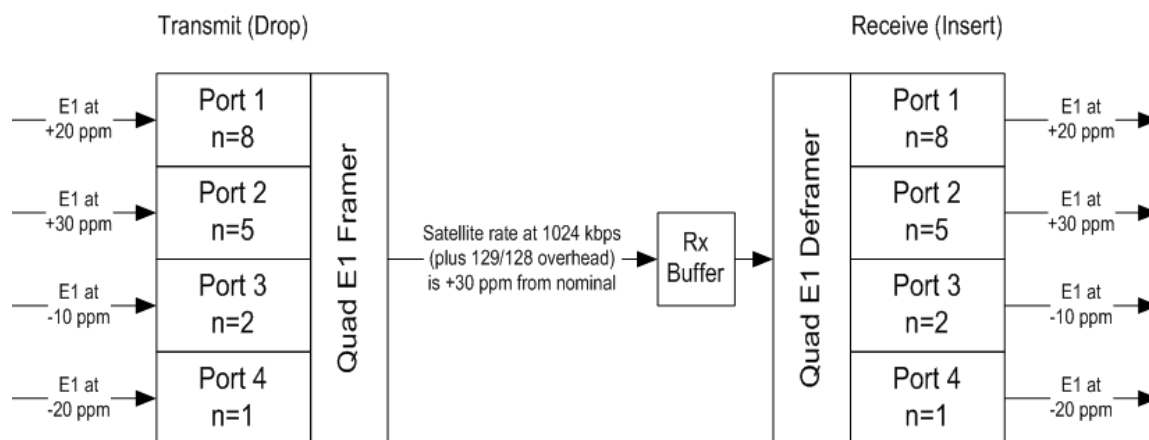 Transmit (Drop)
Receive (Insert)
E1 at
+20 ppm
Port 1
n=8
E1 at
+30 ppm
Port 2
n=5
E1 at
-10 ppm
Port 3
n=2
E1 at
-20 ppm
Port 4
n=1
Quad E1 Framer
Satellite rate at 1024 kbps
(plus 129/128 overhead)
is +30 ppm from nominal
Rx
Buffer
Quad E1 Deframer
Port 1
n=8
E1 at
+20 ppm
Port 2
n=5
E1 at
+30 ppm
Port 3
n=2
E1 at
-10 ppm
Port 4
n=1
E1 at
-20 ppm